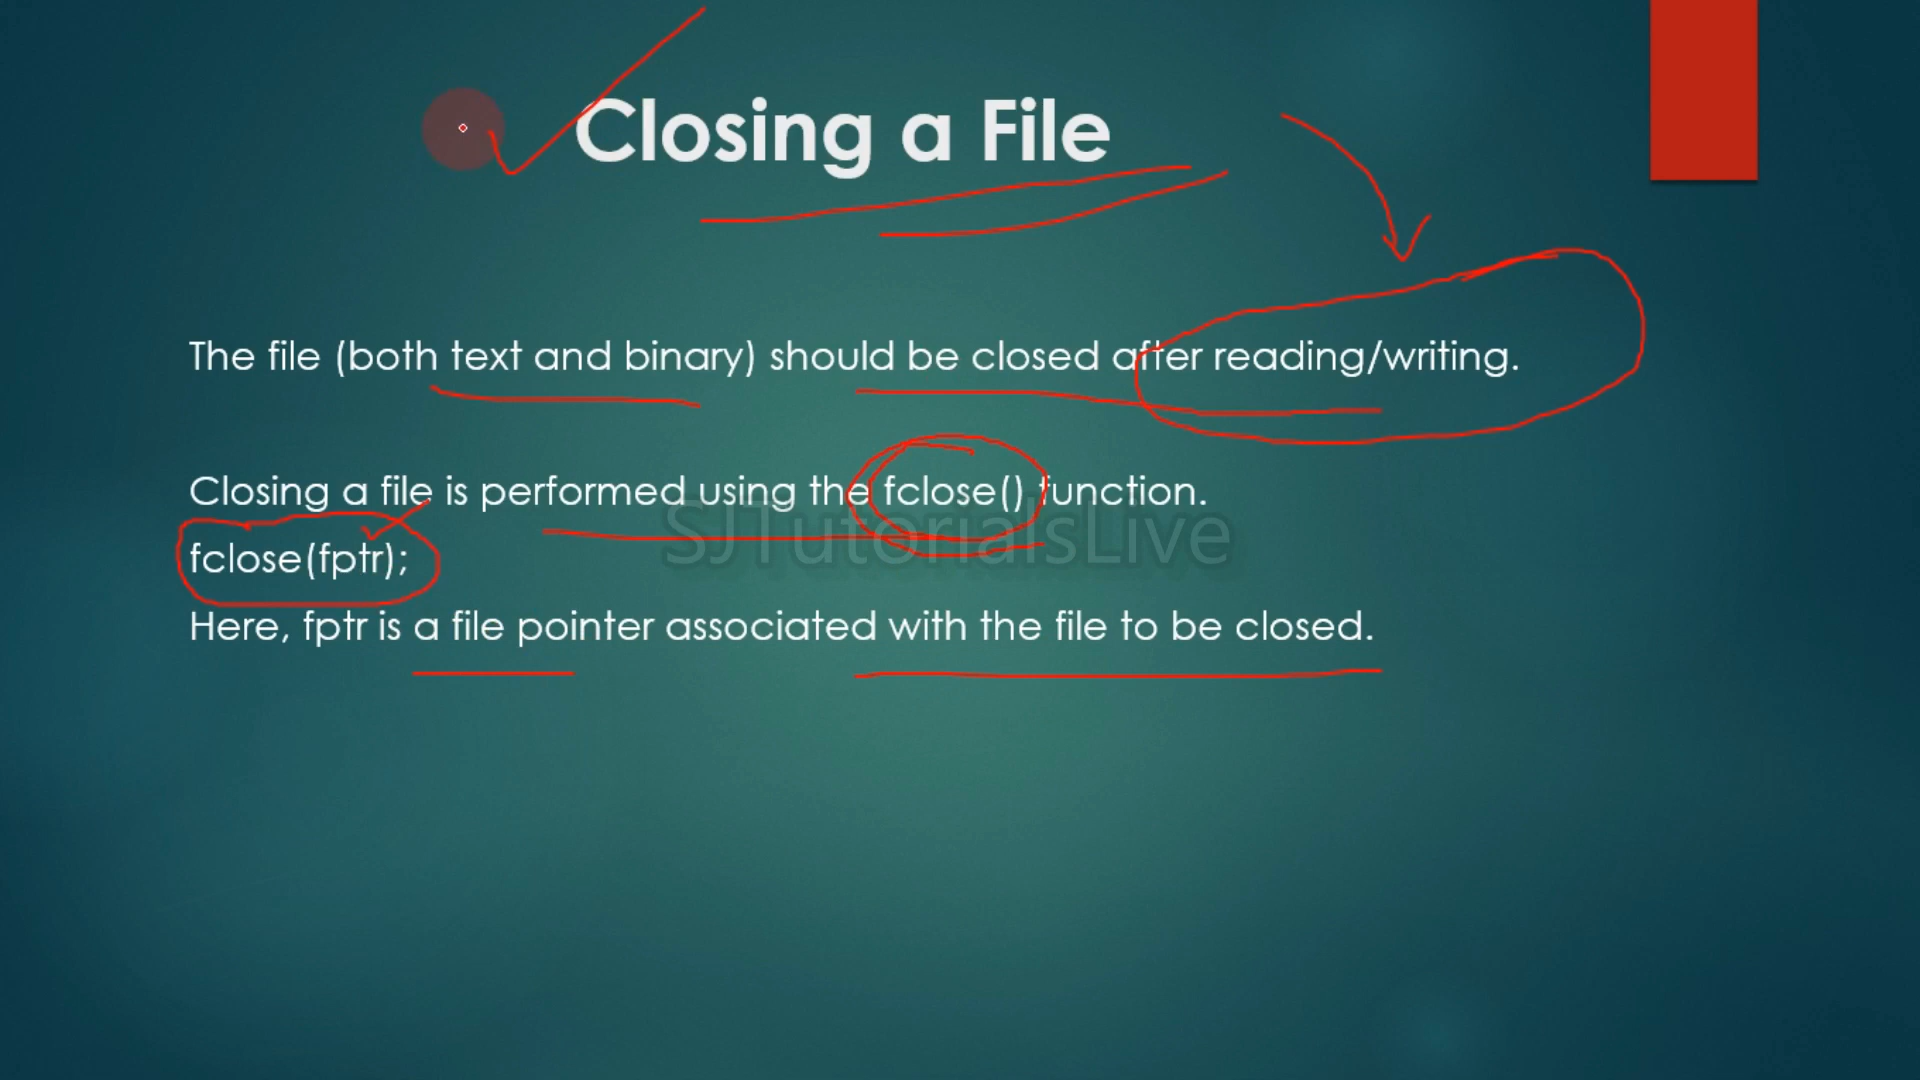 Closing a File
The file (both text and binary) should be closed after reading/writing.
Closing a file is performed using the fclose() function.
SJTutorialsLive
fclose(fptr);
Here, fptr is a file pointer associated with the file to be closed.